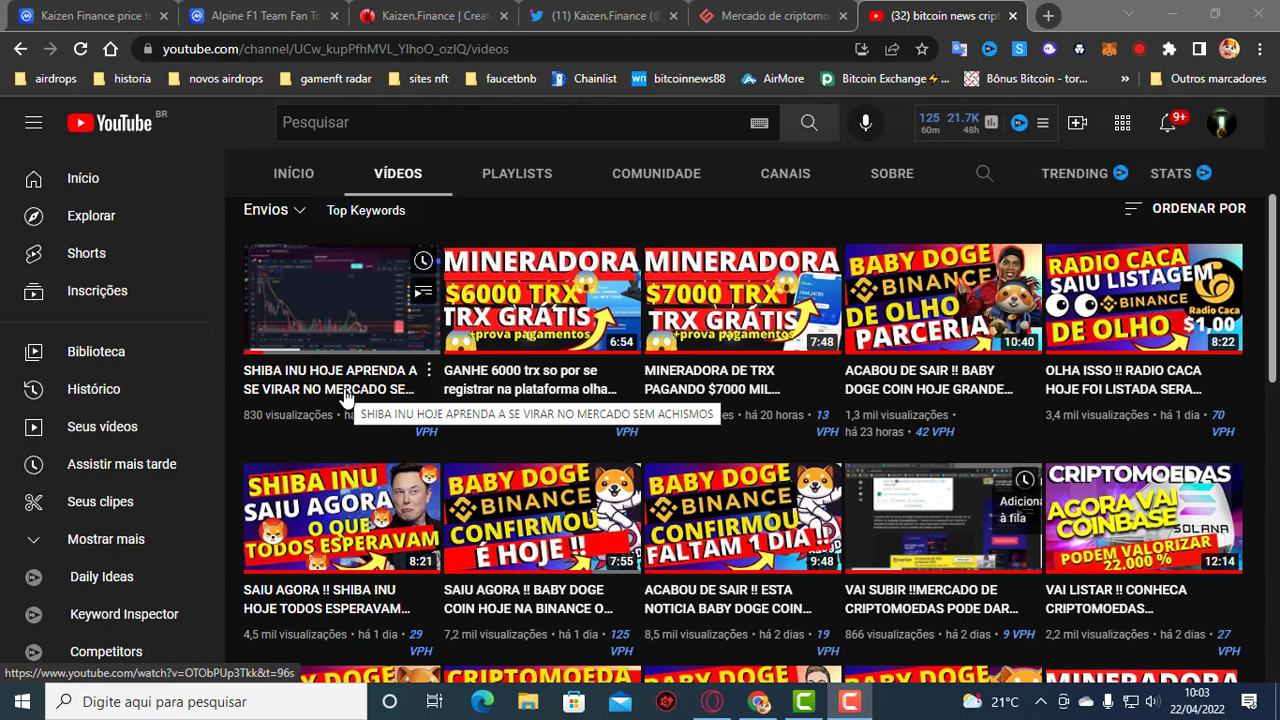 Kaizen Finance price tr
Alpine F1 Team Fan To
Kaizen.Finance | Creat
(11) Kaizen.Finance (@
Mercado de criptomo
(32) bitcoin news crip
youtube.com/channel/UCw_kupPfhMVL_YIhoO_ozIQ/videos
airdrops
historia
novos airdrops
gamenft radar
sites nft
faucetbnb
Chainlist
bitcoinnews88
AirMore
Bitcoin Exchange⚡...
Bônus Bitcoin - tor...
»
Outros marcadores
YouTube BR
Pesquisar
125 21.7K
60m 48h
9+
INÍCIO
VÍDEOS
PLAYLISTS
COMUNIDADE
CANAIS
SOBRE
TRENDING
STATS
Início
Explorar
Shorts
Inscrições
Biblioteca
Histórico
Seus vídeos
Assistir mais tarde
Seus clipes
Mostrar mais
Daily Ideas
Keyword Inspector
Competitors
Envios
Top Keywords
ORDENAR POR
SHIBA INU HOJE APRENDA A
SE VIRAR NO MERCADO SE...
830 visualizações •
VPH
SHIBA INU HOJE APRENDA A SE VIRAR NO MERCADO SEM ACHISMOS
MINERADORA
$6000 TRX
TRX GRÁTIS
+prova pagamentos
6:54
GANHE 6000 trx so por se
registrar na plataforma olha...
VPH
MINERADORA
$7000 TRX
TRX GRÁTIS
+prova pagamentos
7:48
MINERADORA DE TRX
PAGANDO $7000 MIL...
há 20 horas • 13
VPH
BABY DOGE
BINANCE
DE OLHO
PARCERIA
10:40
ACABOU DE SAIR !! BABY
DOGE COIN HOJE GRANDE...
1,3 mil visualizações •
há 23 horas • 42 VPH
RADIO CACA
SAIU LISTAGEM
BINANCE
DE OLHO $1,00
8:22
OLHA ISSO !! RADIO CACA
HOJE FOI LISTADA SERA...
3,4 mil visualizações • há 1 dia • 70
VPH
SHIBA INU
SAIU AGORA
O QUE
TODOS ESPERAVAM
8:21
SAIU AGORA !! SHIBA INU
HOJE TODOS ESPERAVAM...
4,5 mil visualizações • há 1 dia • 29
VPH
BABY DOGE
BINANCE
CONFIRMOU
É HOJE !!
7:55
SAIU AGORA !! BABY DOGE
COIN HOJE NA BINANCE O...
7,2 mil visualizações • há 1 dia • 125
VPH
BABY DOGE
BINANCE
CONFIRMOU
FALTAM 1 DIA !!
9:48
ACABOU DE SAIR !! ESTA
NOTICIA BABY DOGE COIN...
8,5 mil visualizações • há 2 dias • 19
VPH
Adiciona
à fila
VAI SUBIR !!MERCADO DE
CRIPTOMOEDAS PODE DAR...
866 visualizações • há 2 dias • 9 VPH
CRIPTOMOEDAS
AGORA VAI
COINBASE
SOLANA
PODEM VALORIZAR
22.000 %
12:14
VAI LISTAR !! CONHECA
CRIPTOMOEDAS...
2,2 mil visualizações • há 2 dias • 27
VPH
https://www.youtube.com/watch?v=OTObPUp3Tkk&t=96s
Digite aqui para pesquisar
21°C
10:03
22/04/2022